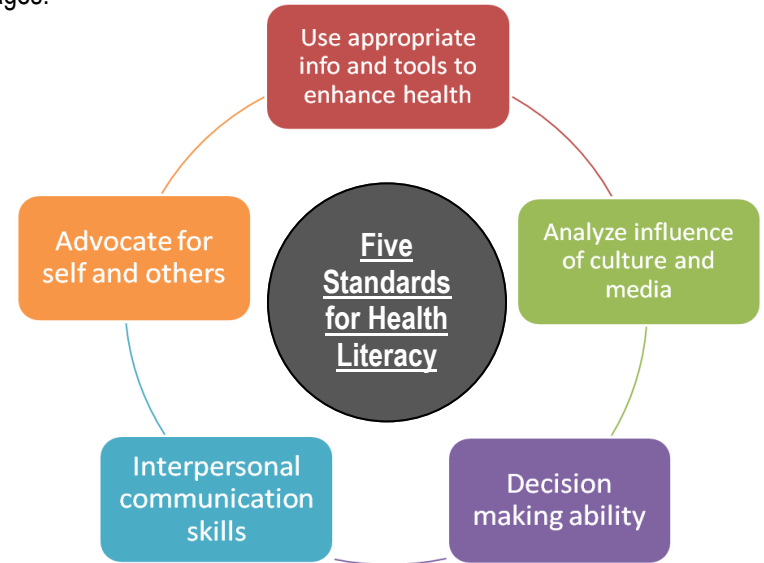 Use appropriate
info and tools to
enhance health
Analyze influence
of culture and
media
Decision
making ability
Interpersonal
communication
skills
Advocate for
self and others
Five
Standards
for Health
Literacy